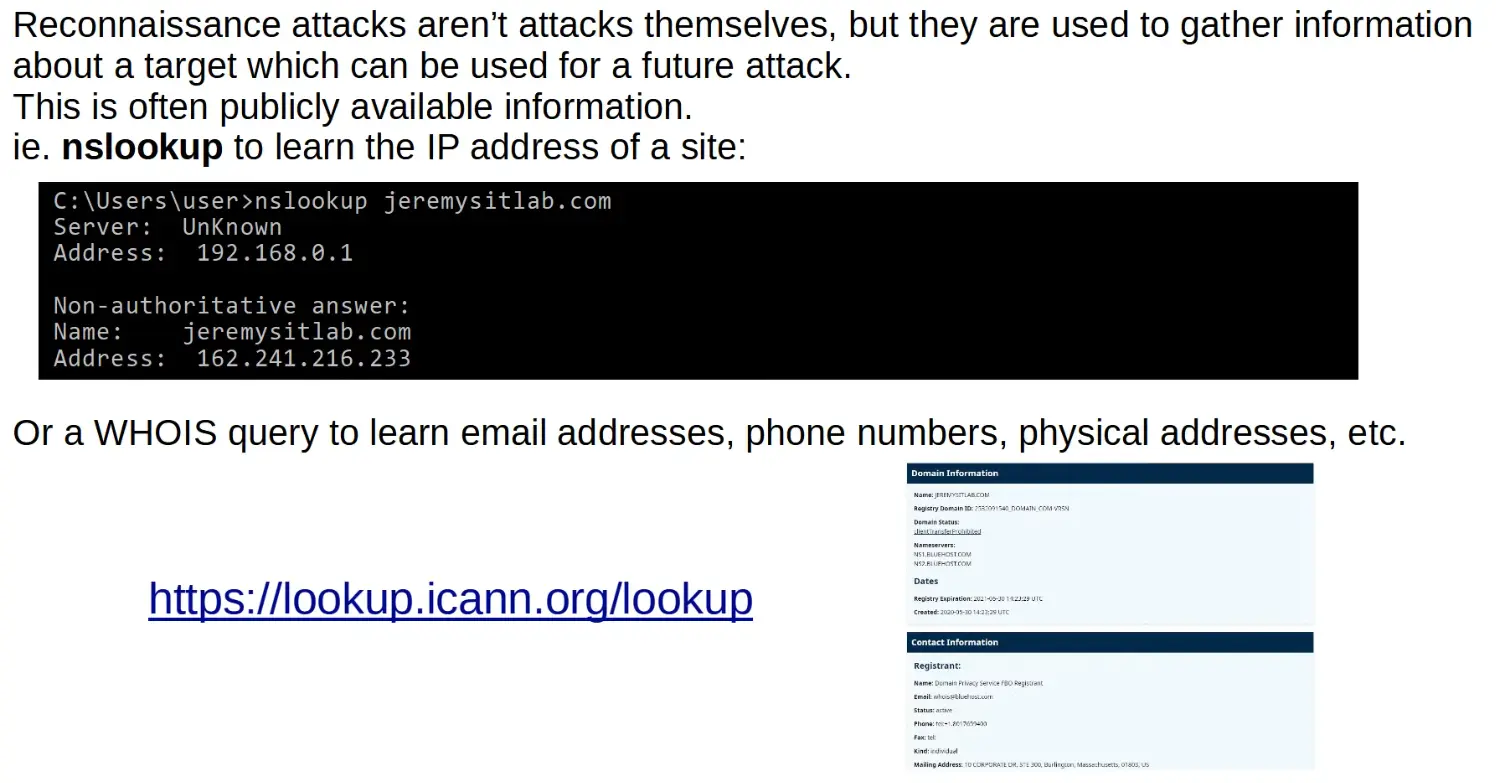 Reconnaissance attacks aren’t attacks themselves, but they are used to gather information
about a target which can be used for a future attack.
This is often publicly available information.
ie. nslookup to learn the IP address of a site:
C:\Users\user>nslookup jeremysitlab.com
Server:  UnKnown
Address:  192.168.0.1
Non-authoritative answer:
Name:    jeremysitlab.com
Address:  162.241.216.233
Or a WHOIS query to learn email addresses, phone numbers, physical addresses, etc.
https://lookup.icann.org/lookup
Domain Information
Name: JEREMYSITLAB.COM
Registry Domain ID: 2532091540_DOMAIN_COM-VRSN
Domain Status:
clientTransferProhibited
Nameservers:
NS1.BLUEHOST.COM
NS2.BLUEHOST.COM
Dates
Registry Expiration: 2021-05-30 14:23:29 UTC
Created: 2020-05-30 14:23:29 UTC
Contact Information
Registrant:
Name: Domain Privacy Service FBO Registrant
Email: whois@bluehost.com
Status: active
Phone: tel:+1.8017659400
Fax: tel:
Kind: individual
Mailing Address: 10 CORPORATE DR, STE 300, Burlington, Massachusetts, 01803, US